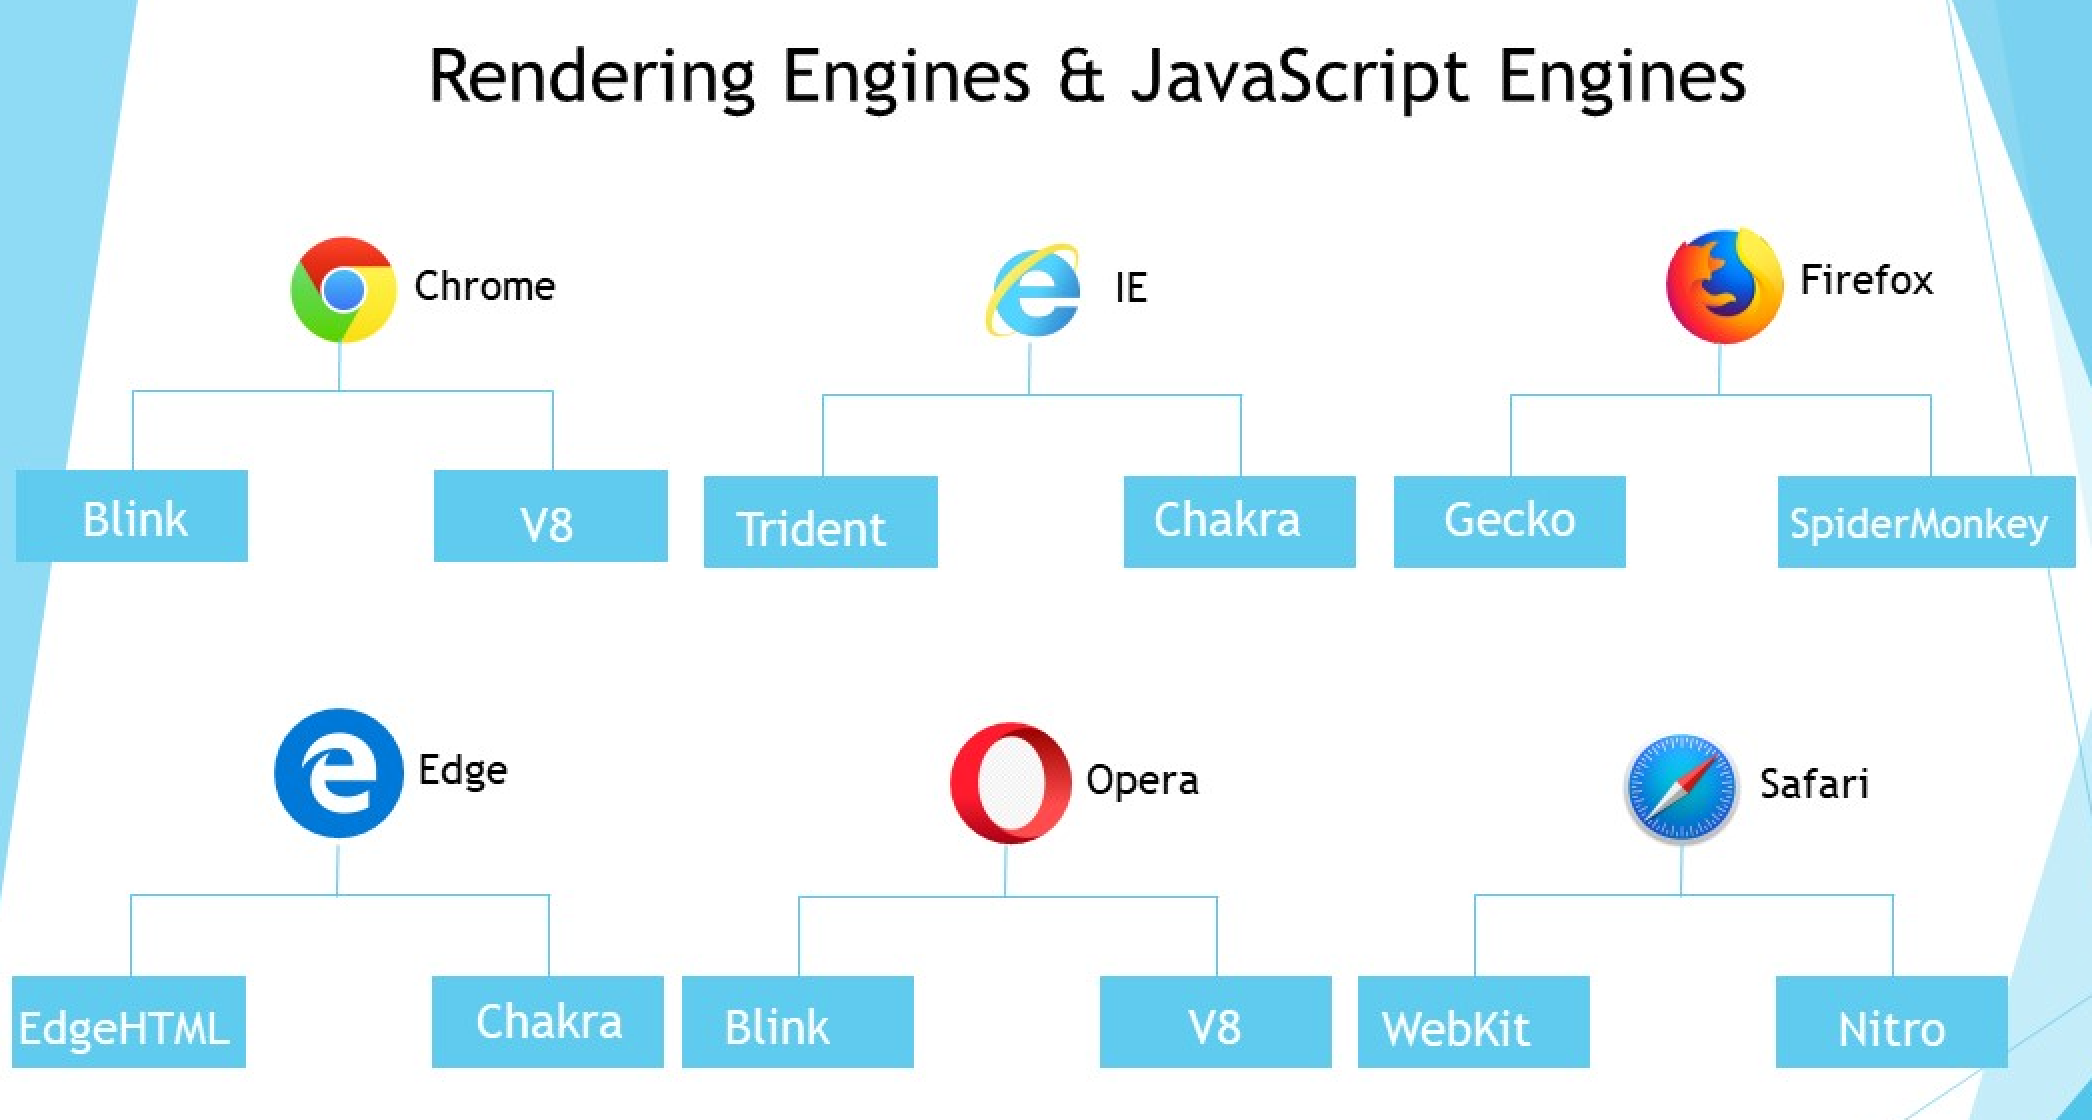 Rendering Engines & JavaScript Engines
Chrome
IE
Firefox
Blink
V8
Trident
Chakra
Gecko
SpiderMonkey
Edge
Opera
Safari
EdgeHTML
Chakra
Blink
V8
WebKit
Nitro